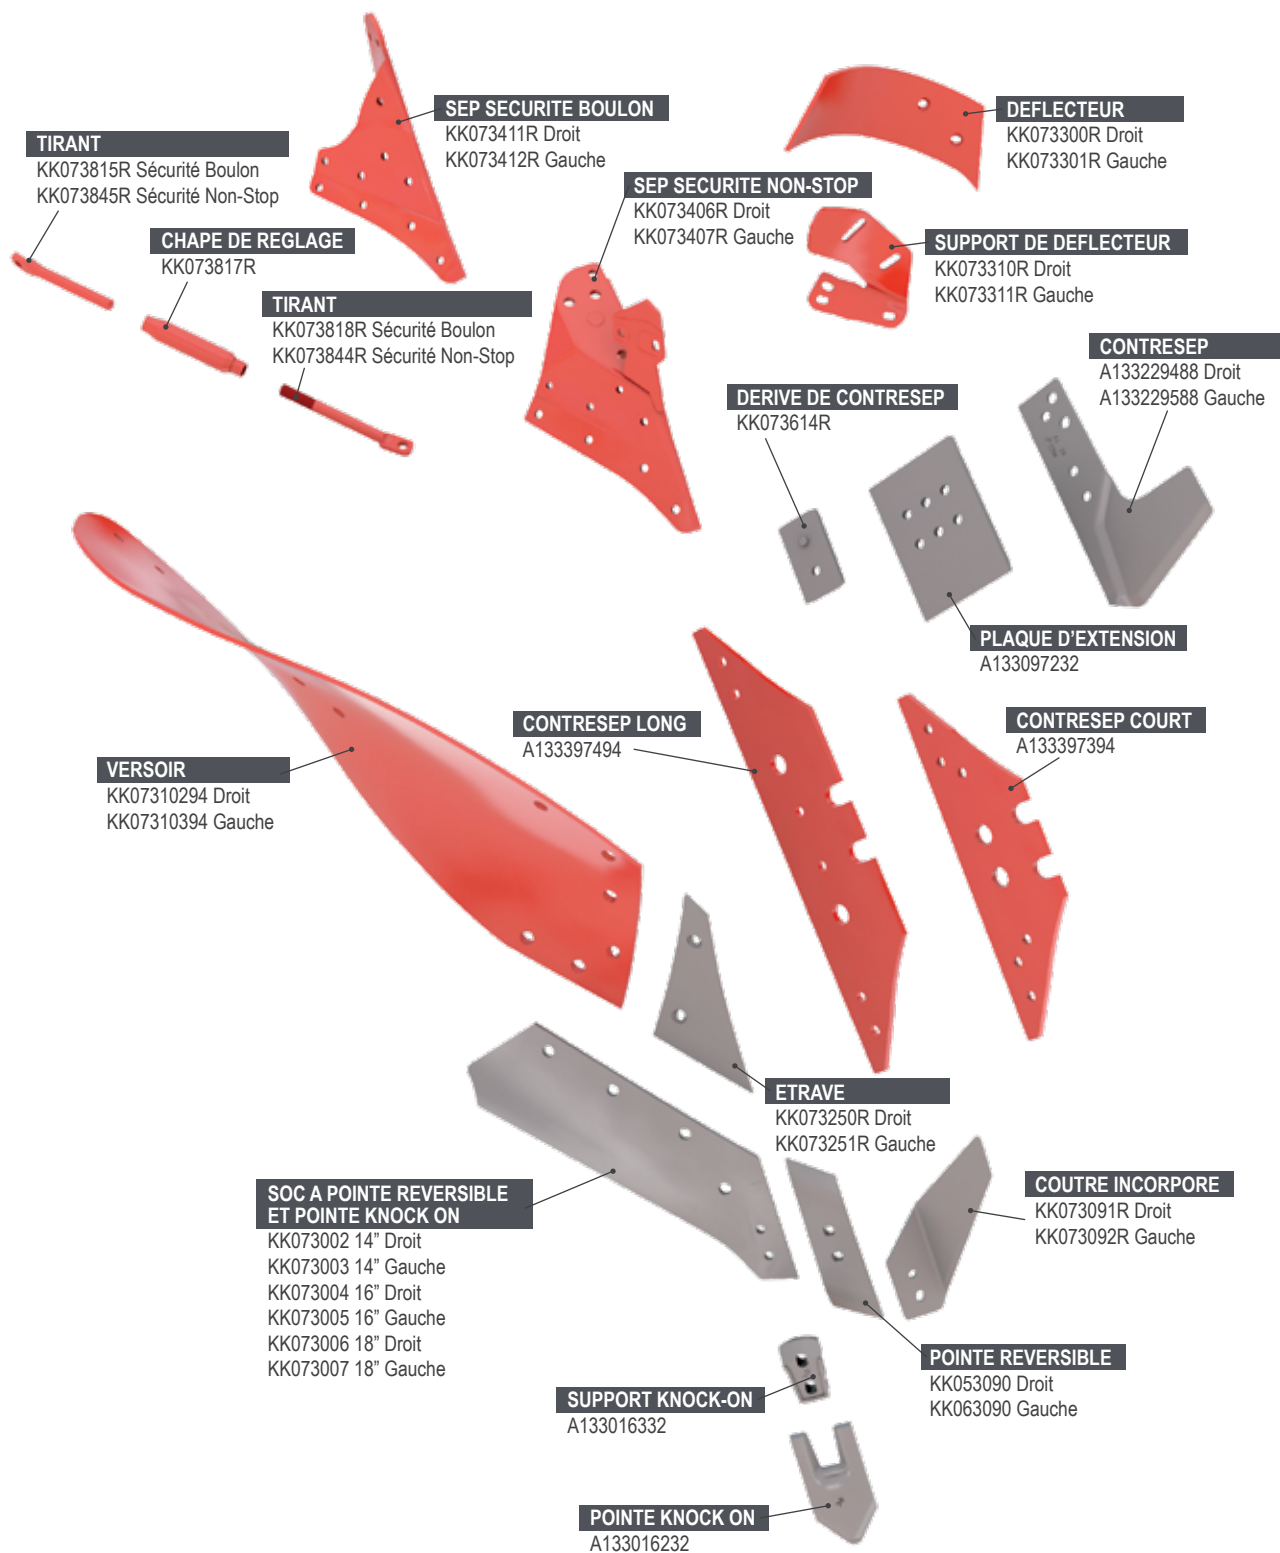 SEP SECURITE BOULON
KK073411R Droit
KK073412R Gauche
DEFLECTEUR
KK073300R Droit
KK073301R Gauche
TIRANT
KK073815R Sécurité Boulon
KK073845R Sécurité Non-Stop
SEP SECURITE NON-STOP
KK073406R Droit
KK073407R Gauche
CHAPE DE REGLAGE
KK073817R
SUPPORT DE DEFLECTEUR
KK073310R Droit
KK073311R Gauche
TIRANT
KK073818R Sécurité Boulon
KK073844R Sécurité Non-Stop
CONTRESEP
A133229488 Droit
A133229588 Gauche
DERIVE DE CONTRESEP
KK073614R
PLAQUE D’EXTENSION
A133097232
CONTRESEP LONG
A133397494
CONTRESEP COURT
A133397394
VERSOIR
KK07310294 Droit
KK07310394 Gauche
ETRAVE
KK073250R Droit
KK073251R Gauche
SOC A POINTE REVERSIBLE
ET POINTE KNOCK ON
KK073002 14” Droit
KK073003 14” Gauche
KK073004 16” Droit
KK073005 16” Gauche
KK073006 18” Droit
KK073007 18” Gauche
COUTRE INCORPORE
KK073091R Droit
KK073092R Gauche
POINTE REVERSIBLE
KK053090 Droit
KK063090 Gauche
SUPPORT KNOCK-ON
A133016332
POINTE KNOCK ON
A133016232